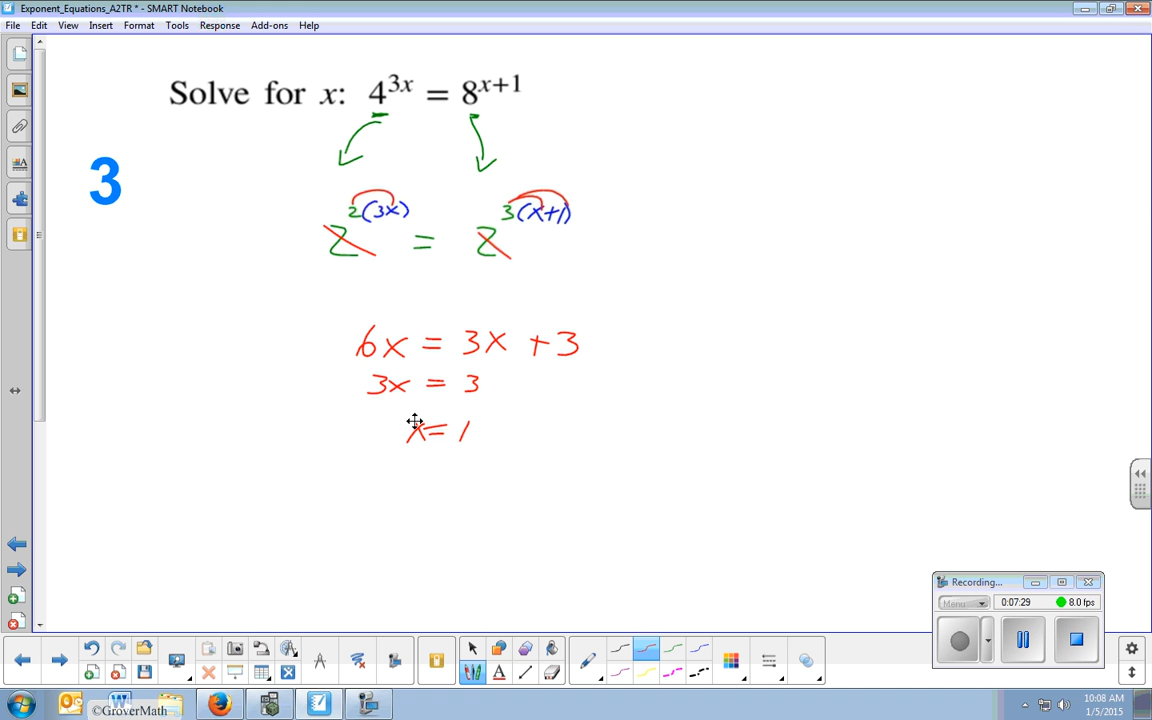 Exponent_Equations_A2TR * - SMART Notebook
File Edit View Insert Format Tools Response Add-ons Help
Solve for x: 4^{3x} = 8^{x+1}
3
2^{2(3x)} = 2^{3(x+1)}
6x = 3x + 3
3x = 3
x = 1
Recording...
Menu 0:07:29 8.0 fps
©GroverMath
10:08 AM
1/5/2015